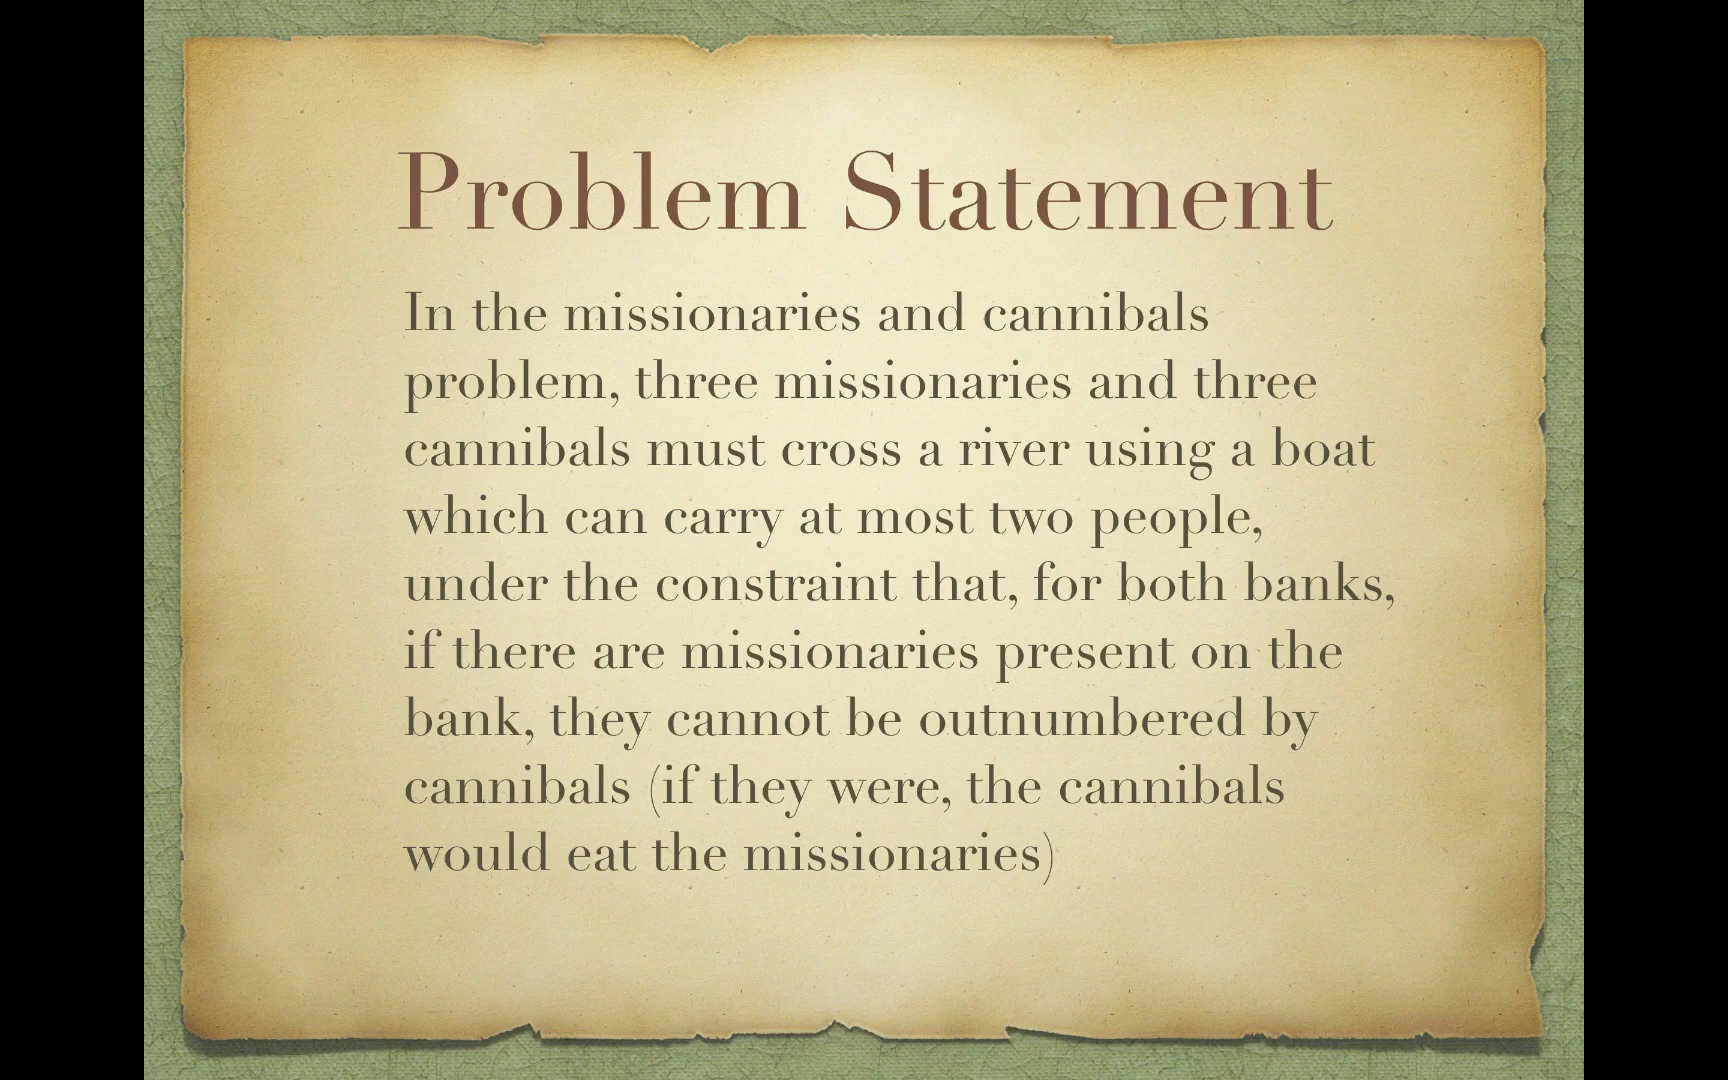 Problem Statement
In the missionaries and cannibals
problem, three missionaries and three
cannibals must cross a river using a boat
which can carry at most two people,
under the constraint that, for both banks,
if there are missionaries present on the
bank, they cannot be outnumbered by
cannibals (if they were, the cannibals
would eat the missionaries)